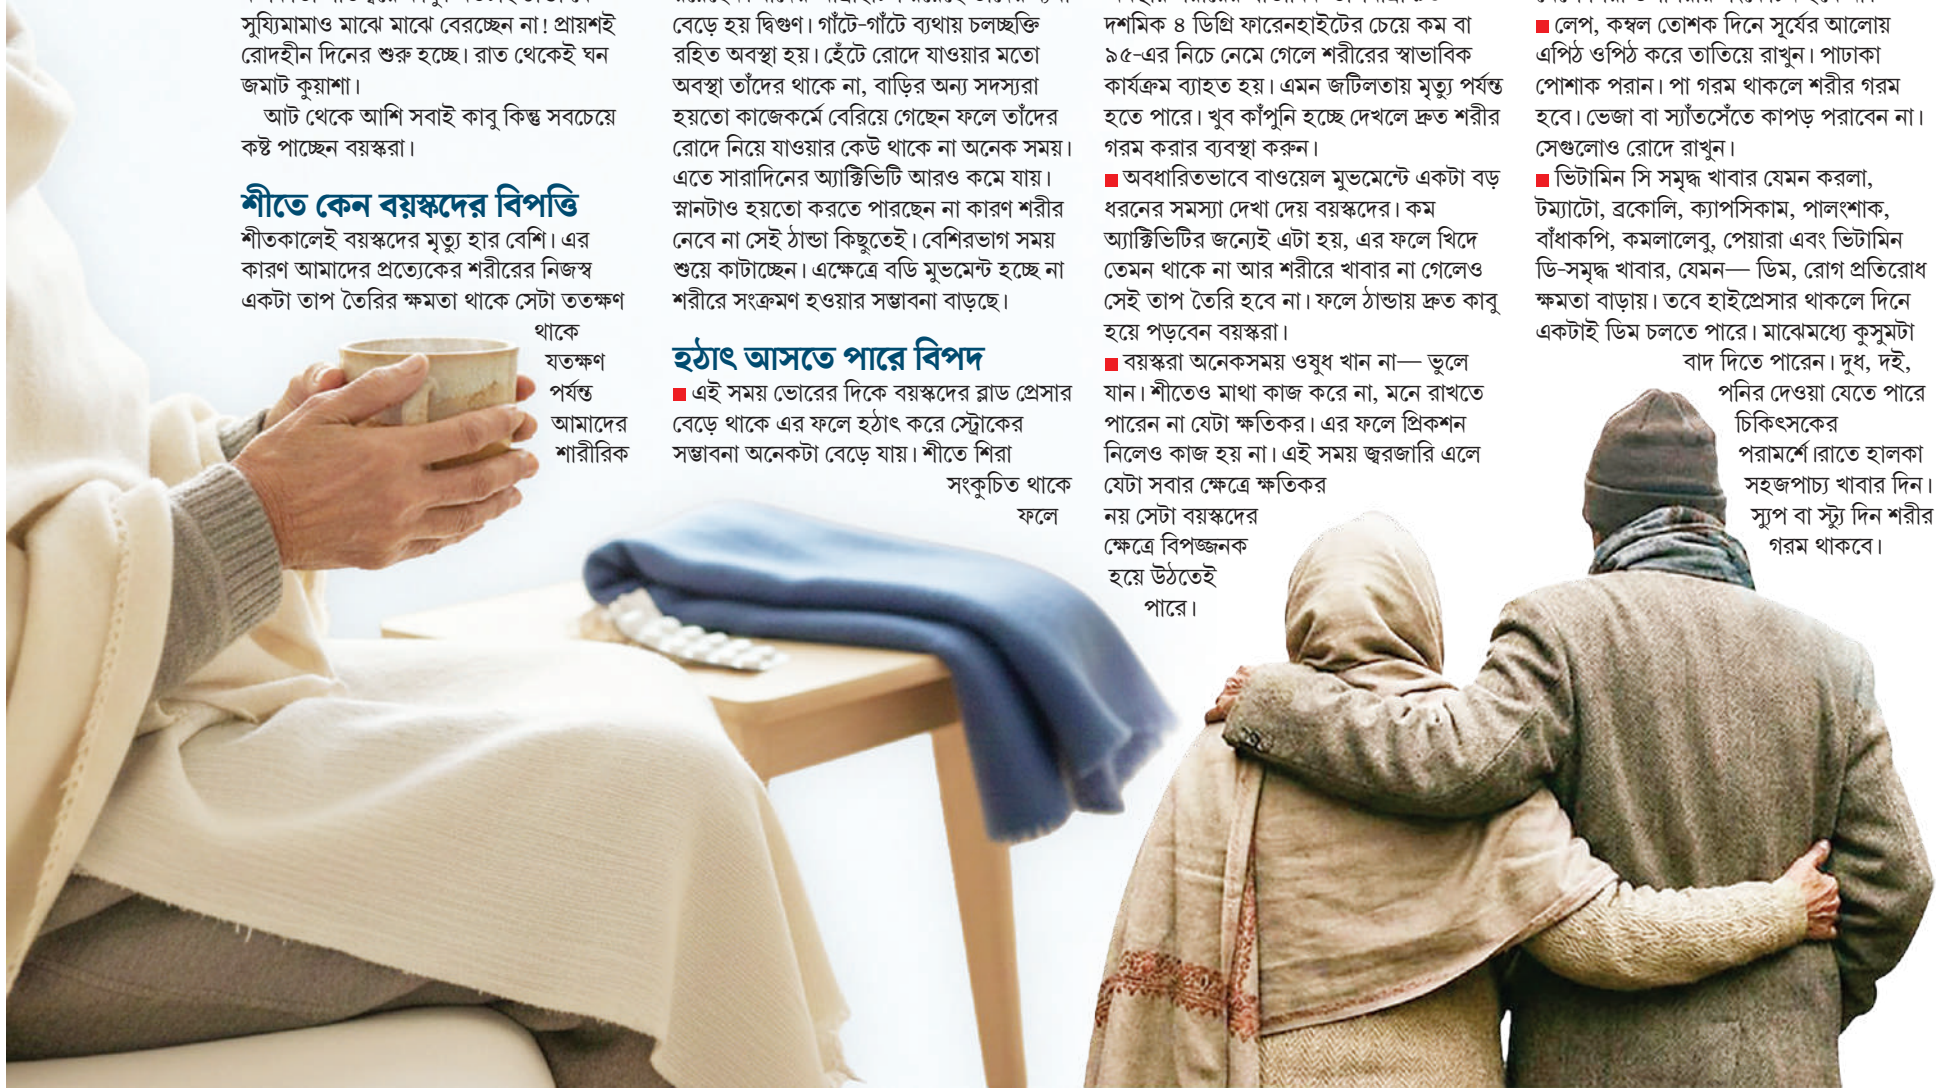 সুয্যিমামাও মাঝে মাঝে বেরচ্ছেন না! প্রায়শই
রোদহীন দিনের শুরু হচ্ছে। রাত থেকেই ঘন
জমাট কুয়াশা।
আট থেকে আশি সবাই কাবু কিন্তু সবচেয়ে
কষ্ট পাচ্ছেন বয়স্করা।
শীতে কেন বয়স্কদের বিপত্তি
শীতকালেই বয়স্কদের মৃত্যু হার বেশি। এর
কারণ আমাদের প্রত্যেকের শরীরের নিজস্ব
একটা তাপ তৈরির ক্ষমতা থাকে সেটা ততক্ষণ
থাকে
যতক্ষণ
পর্যন্ত
আমাদের
শারীরিক
বেড়ে হয় দ্বিগুণ। গাঁটে-গাঁটে ব্যথায় চলচ্ছক্তি
রহিত অবস্থা হয়। হেঁটে রোদে যাওয়ার মতো
অবস্থা তাঁদের থাকে না, বাড়ির অন্য সদস্যরা
হয়তো কাজেকর্মে বেরিয়ে গেছেন ফলে তাঁদের
রোদে নিয়ে যাওয়ার কেউ থাকে না অনেক সময়।
এতে সারাদিনের অ্যাক্টিভিটি আরও কমে যায়।
স্নানটাও হয়তো করতে পারছেন না কারণ শরীর
নেবে না সেই ঠান্ডা কিছুতেই। বেশিরভাগ সময়
শুয়ে কাটাচ্ছেন। এক্ষেত্রে বডি মুভমেন্ট হচ্ছে না
শরীরে সংক্রমণ হওয়ার সম্ভাবনা বাড়ছে।
হঠাৎ আসতে পারে বিপদ
■ এই সময় ভোরের দিকে বয়স্কদের ব্লাড প্রেসার
বেড়ে থাকে এর ফলে হঠাৎ করে স্ট্রোকের
সম্ভাবনা অনেকটা বেড়ে যায়। শীতে শিরা
সংকুচিত থাকে
ফলে
দশমিক ৪ ডিগ্রি ফারেনহাইটের চেয়ে কম বা
৯৫-এর নিচে নেমে গেলে শরীরের স্বাভাবিক
কার্যক্রম ব্যাহত হয়। এমন জটিলতায় মৃত্যু পর্যন্ত
হতে পারে। খুব কাঁপুনি হচ্ছে দেখলে দ্রুত শরীর
গরম করার ব্যবস্থা করুন।
■ অবধারিতভাবে বাওয়েল মুভমেন্টে একটা বড়
ধরনের সমস্যা দেখা দেয় বয়স্কদের। কম
অ্যাক্টিভিটির জন্যেই এটা হয়, এর ফলে খিদে
তেমন থাকে না আর শরীরে খাবার না গেলেও
সেই তাপ তৈরি হবে না। ফলে ঠান্ডায় দ্রুত কাবু
হয়ে পড়বেন বয়স্করা।
■ বয়স্করা অনেকসময় ওষুধ খান না— ভুলে
যান। শীতেও মাথা কাজ করে না, মনে রাখতে
পারেন না যেটা ক্ষতিকর। এর ফলে প্রিকশন
নিলেও কাজ হয় না। এই সময় জ্বরজারি এলে
যেটা সবার ক্ষেত্রে ক্ষতিকর
নয় সেটা বয়স্কদের
ক্ষেত্রে বিপজ্জনক
হয়ে উঠতেই
পারে।
■ লেপ, কম্বল তোশক দিনে সূর্যের আলোয়
এপিঠ ওপিঠ করে তাতিয়ে রাখুন। পাঢাকা
পোশাক পরান। পা গরম থাকলে শরীর গরম
হবে। ভেজা বা স্যাঁতসেঁতে কাপড় পরাবেন না।
সেগুলোও রোদে রাখুন।
■ ভিটামিন সি সমৃদ্ধ খাবার যেমন করলা,
টম্যাটো, ব্রকোলি, ক্যাপসিকাম, পালংশাক,
বাঁধাকপি, কমলালেবু, পেয়ারা এবং ভিটামিন
ডি-সমৃদ্ধ খাবার, যেমন— ডিম, রোগ প্রতিরোধ
ক্ষমতা বাড়ায়। তবে হাইপ্রেসার থাকলে দিনে
একটাই ডিম চলতে পারে। মাঝেমধ্যে কুসুমটা
বাদ দিতে পারেন। দুধ, দই,
পনির দেওয়া যেতে পারে
চিকিৎসকের
পরামর্শে।রাতে হালকা
সহজপাচ্য খাবার দিন।
স্যুপ বা স্ট্যু দিন শরীর
গরম থাকবে।